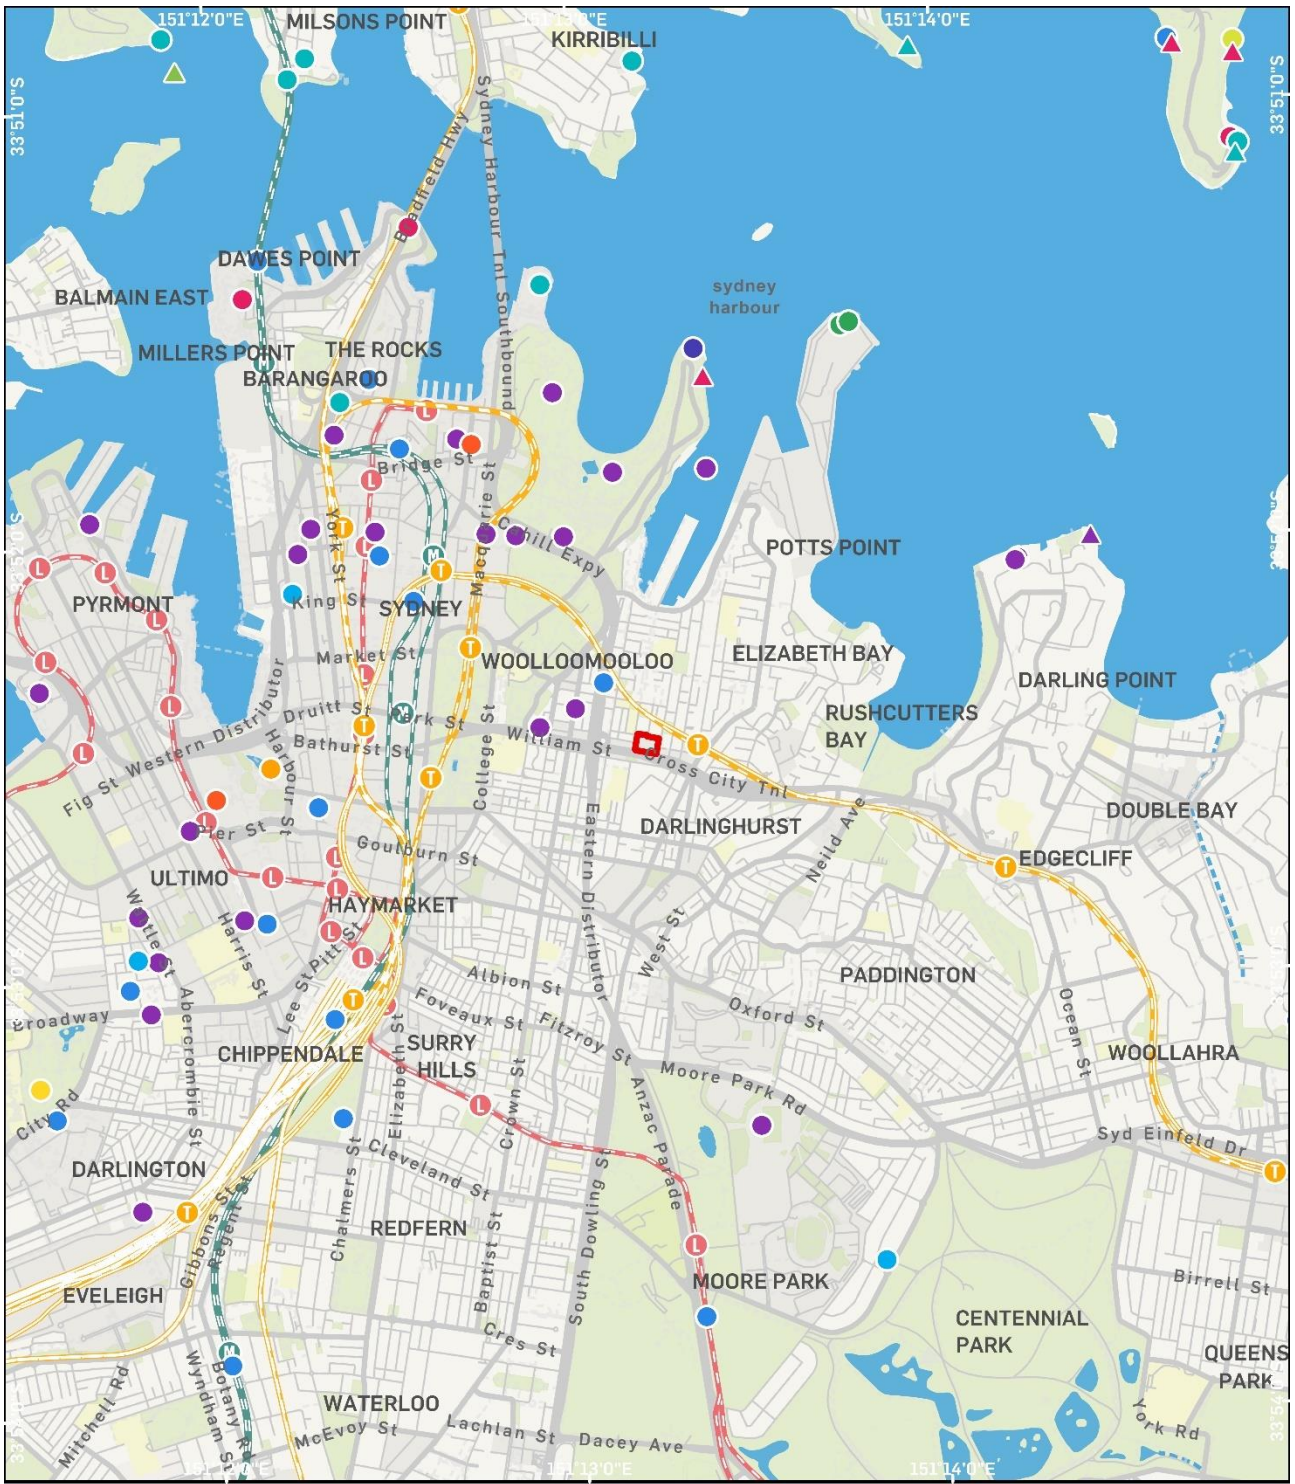 151°12'0"E
151°13'0"E
151°14'0"E
MILSONS POINT
KIRRIBILLI
33°51'0"S
33°51'0"S
Sydney Harbour Tnl Southbound
Bradfield Hwy
DAWES POINT
BALMAIN EAST
sydney
harbour
MILLERS POINT
THE ROCKS
M
BARANGAROO
L
Bridge St
L
Macquarie St
York St
T
Cahill Expy
L
M
T
POTTS POINT
L
L
PYRMONT
King St
SYDNEY
L
Market St
T
WOOLLOOMOOLOO
ELIZABETH BAY
L
L
DARLING POINT
Western Distributor
Druitt St
Park St
M
L
T
College St
William St
RUSHCUTTERS
BAY
Bathurst St
T
L
Fig St
Harbour St
T
Cross City Tnl
DOUBLE BAY
L
Pier St
Eastern Distributor
DARLINGHURST
Neild Ave
Goulburn St
L
T
EDGECLIFF
ULTIMO
L
L
HAYMARKET
Wattle St
Harris St
L
Pitt St
West St
L
Albion St
PADDINGTON
Lee St
T
Foveaux St
Oxford St
Ocean St
Broadway
Abercrombie St
Fitzroy St
CHIPPENDALE
Elizabeth St
SURRY
HILLS
WOOLLAHRA
Moore Park Rd
City Rd
L
Crown St
Anzac Parade
Syd Einfeld Dr
DARLINGTON
Chalmers St
Cleveland St
T
T
Gibbons St
Regent St
REDFERN
Baptist St
South Dowling St
L
EVELEIGH
MOORE PARK
Birrell St
CENTENNIAL
PARK
Cres St
M
QUEENS
PARK
Mitchell Rd
Wyndham St
Botany Rd
WATERLOO
York Rd
McEvoy St
Lachlan St
Dacey Ave
151°13'0"E
151°14'0"E